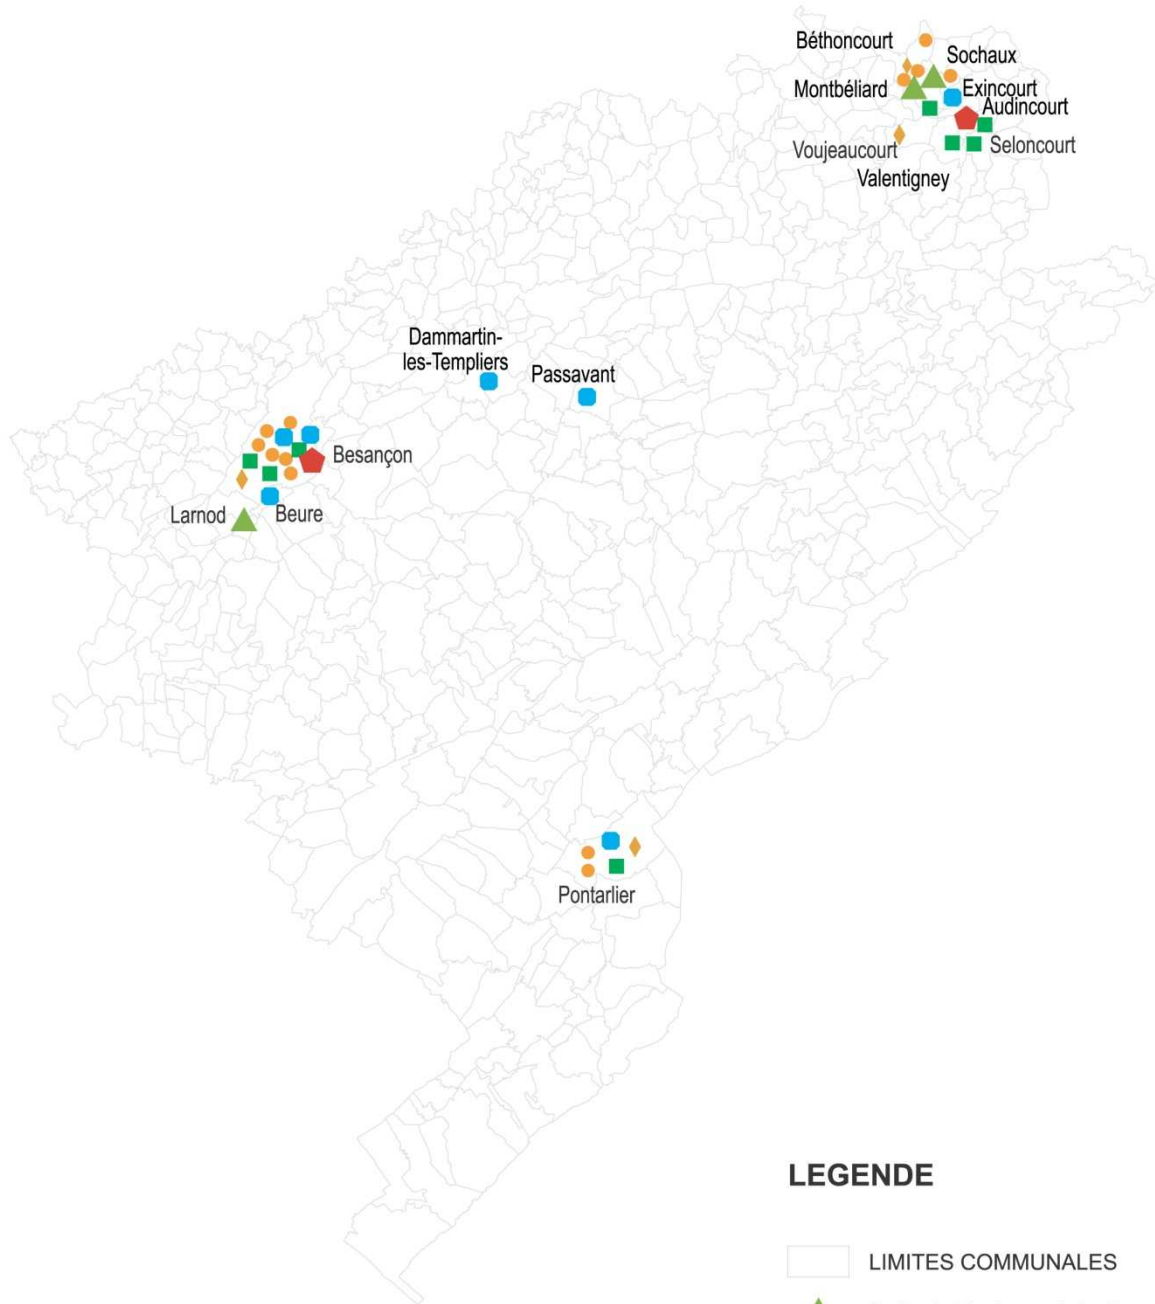 Béthoncourt
Sochaux
Montbéliard
Exincourt
Audincourt
Voujeaucourt
Seloncourt
Valentigney
Dammartin-
les-Templiers
Passavant
Besançon
Larnod
Beure
Pontarlier
LEGENDE
LIMITES COMMUNALES